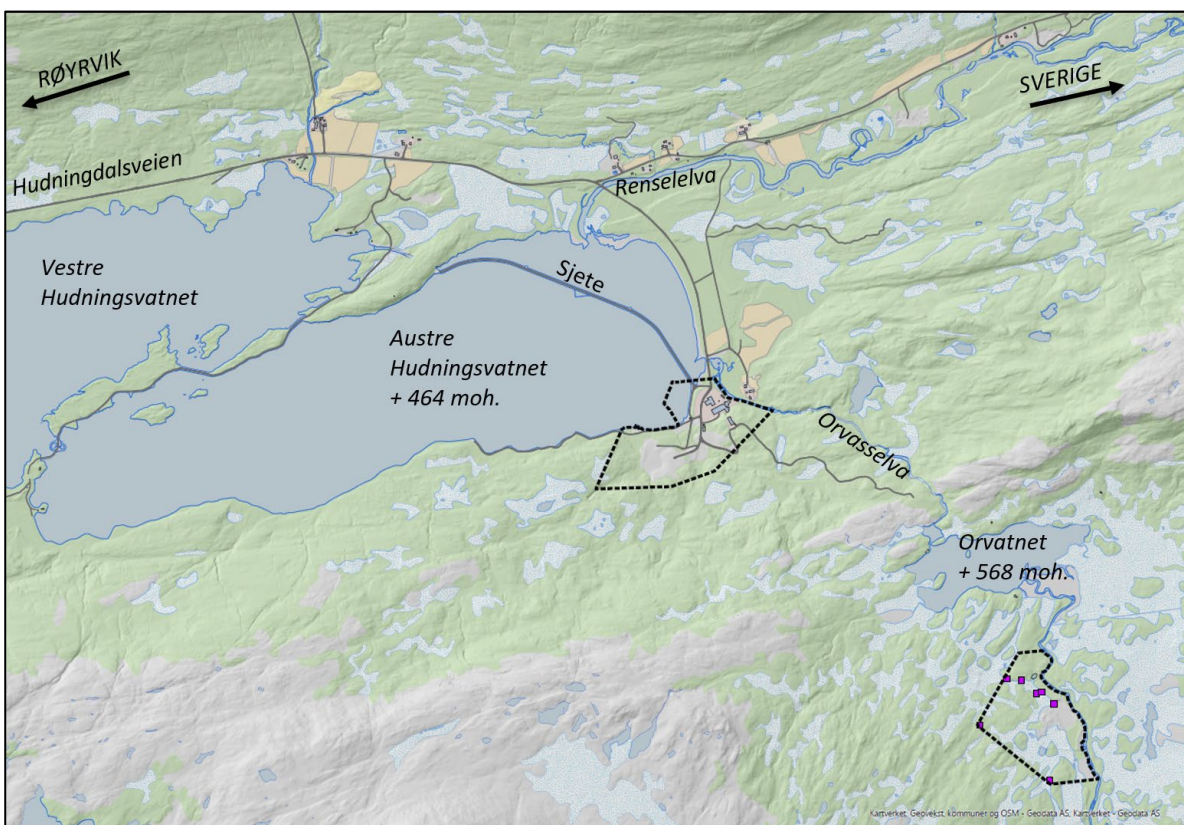 RØYRVIK
SVERIGE
Hudningdalsveien
Renselelva
Vestre
Hudningsvatnet
Sjete
Austre
Hudningsvatnet
+ 464 moh.
Orvasselva
Orvatnet
+ 568 moh.
Kartverket, Geovekst, kommuner og OSM - Geodata AS, Kartverket - Geodata AS